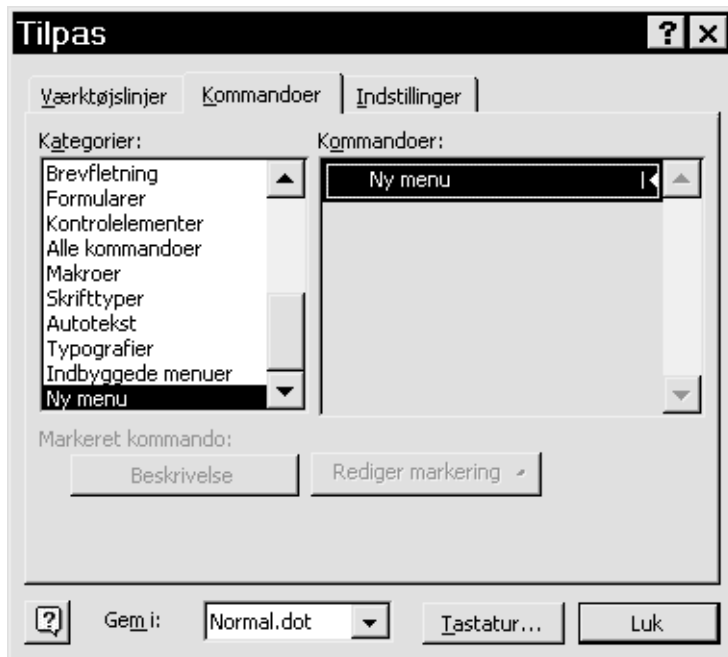 Tilpas
Værktøjslinjer Kommandoer Indstillinger
Kategorier: Kommandoer:
Brevfletning
Formularer
Kontrolelementer
Alle kommandoer
Makroer
Skrifttyper
Autotekst
Typografier
Indbyggede menuer
Ny menu
Ny menu
Markeret kommando:
Beskrivelse Rediger markering
Gem i: Normal.dot Tastatur... Luk